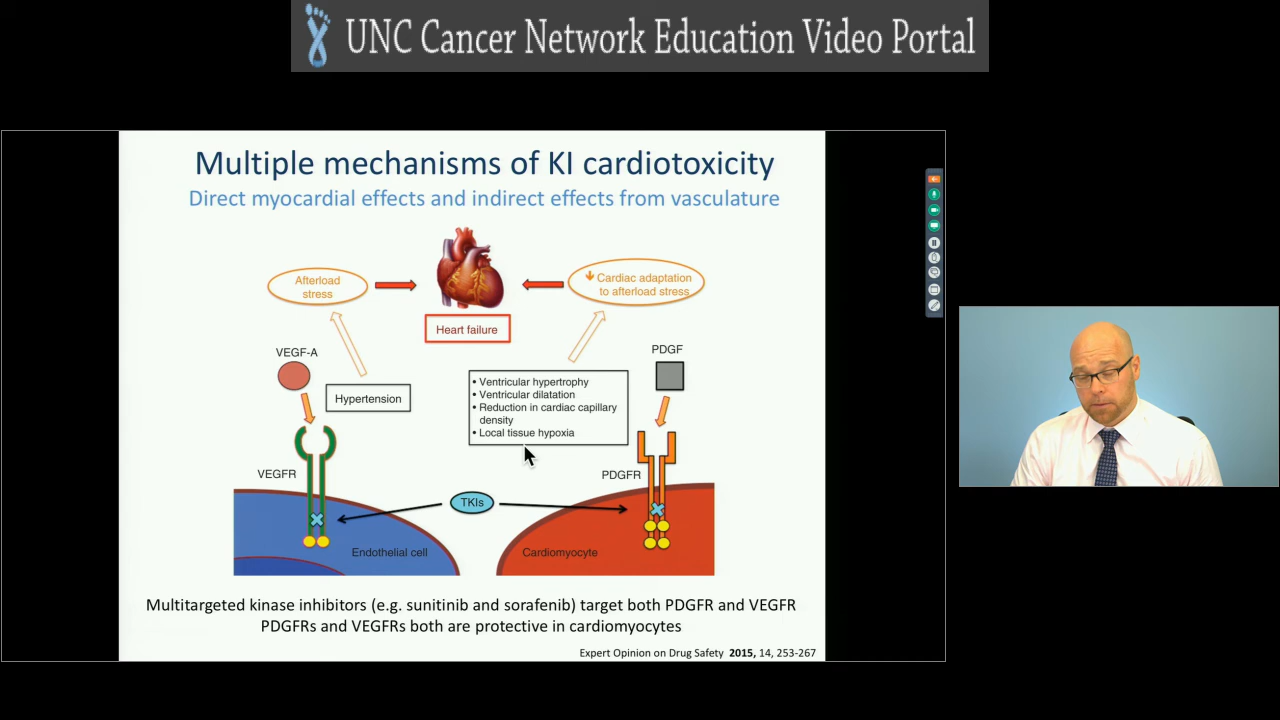 UNC Cancer Network Education Video Portal
Multiple mechanisms of KI cardiotoxicity
Direct myocardial effects and indirect effects from vasculature
Afterload
stress
Cardiac adaptation
to afterload stress
Heart failure
VEGF-A
PDGF
Hypertension
• Ventricular hypertrophy
• Ventricular dilatation
• Reduction in cardiac capillary
density
• Local tissue hypoxia
VEGFR
PDGFR
TKIs
Endothelial cell
Cardiomyocyte
Multitargeted kinase inhibitors (e.g. sunitinib and sorafenib) target both PDGFR and VEGFR
PDGFRs and VEGFRs both are protective in cardiomyocytes
Expert Opinion on Drug Safety 2015, 14, 253-267